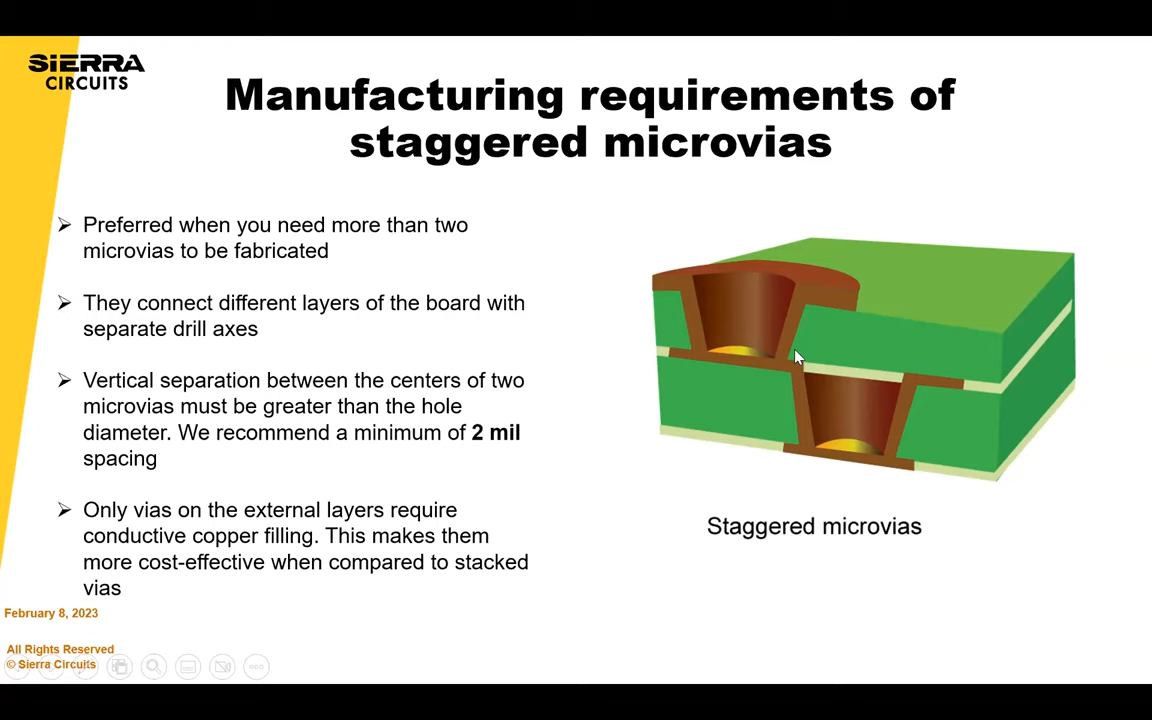 SIERRA
CIRCUITS
Manufacturing requirements of
staggered microvias
Preferred when you need more than two
microvias to be fabricated
They connect different layers of the board with
separate drill axes
Vertical separation between the centers of two
microvias must be greater than the hole
diameter. We recommend a minimum of 2 mil
spacing
Only vias on the external layers require
conductive copper filling. This makes them
more cost-effective when compared to stacked
vias
Staggered microvias
February 8, 2023
All Rights Reserved
© Sierra Circuits